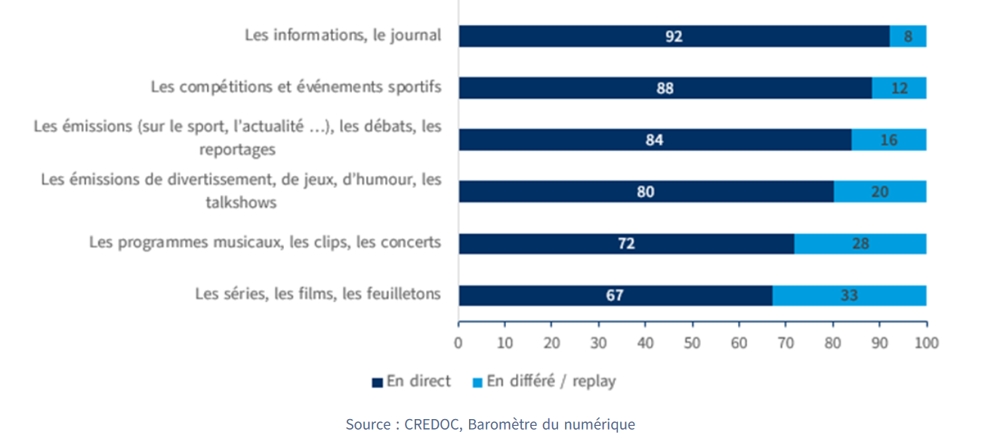 Les informations, le journal
92
8
Les compétitions et événements sportifs
88
12
Les émissions (sur le sport, l'actualité ...), les débats, les
reportages
84
16
Les émissions de divertissement, de jeux, d'humour, les
talkshows
80
20
Les programmes musicaux, les clips, les concerts
72
28
Les séries, les films, les feuilletons
67
33
0 10 20 30 40 50 60 70 80 90 100
En direct En différé / replay
Source : CREDOC, Baromètre du numérique